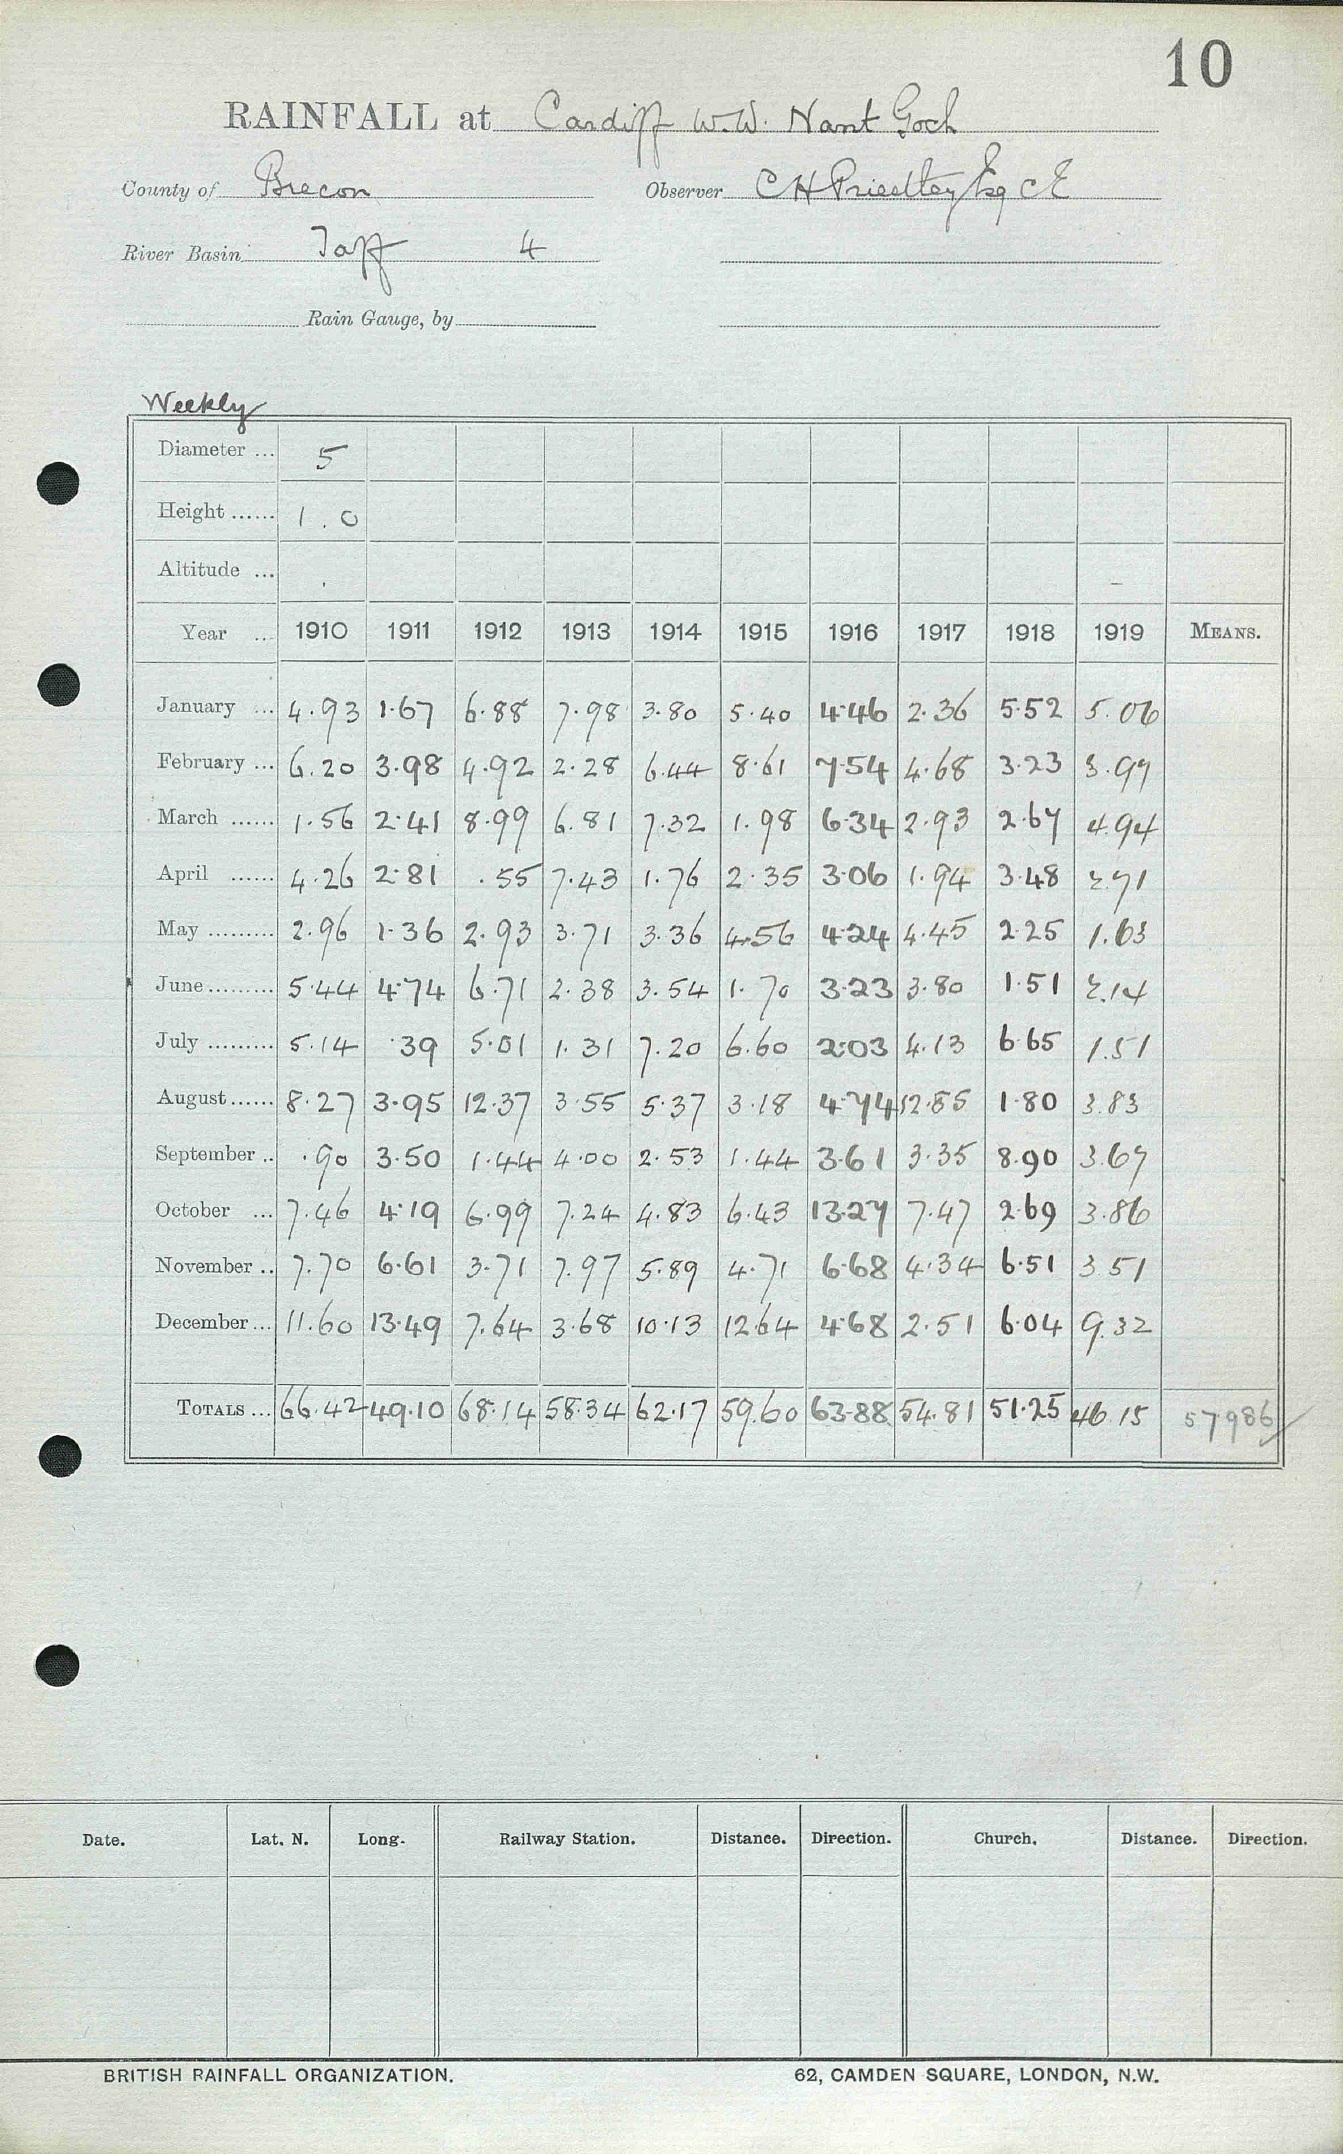 10
RAINFALL at Cardiff W.W. Nant Goch
County of Brecon Observer C H Priestley Esq C E
River Basin Taff 4
Rain Gauge, by
Weekly
Diameter ... 5
Height ...... 1.0
Altitude ...
Year ... 1910 1911 1912 1913 1914 1915 1916 1917 1918 1919 MEANS.
January ... 4.93 1.67 6.88 7.98 3.80 5.40 4.46 2.36 5.52 5.06
February ... 6.20 3.98 4.92 2.28 6.44 8.61 7.54 4.68 3.23 3.97
March ...... 1.56 2.41 8.99 6.81 7.32 1.98 6.34 2.93 2.67 4.94
April ...... 4.26 2.81 .55 7.43 1.76 2.35 3.06 1.94 3.48 2.71
May ......... 2.96 1.36 2.93 3.71 3.36 4.56 4.24 4.45 2.25 1.63
June ......... 5.44 4.74 6.71 2.38 3.54 1.70 3.23 3.80 1.51 2.14
July ......... 5.14 .39 5.01 1.31 7.20 6.60 2.03 4.13 6.65 1.51
August ...... 8.27 3.95 12.37 3.55 5.37 3.18 4.74 12.85 1.80 3.83
September .. .90 3.50 1.44 4.00 2.53 1.44 3.61 3.35 8.90 3.67
October ... 7.46 4.19 6.99 7.24 4.83 6.43 13.27 7.47 2.69 3.86
November .. 7.70 6.61 3.71 7.97 5.89 4.71 6.68 4.34 6.51 3.51
December ... 11.60 13.49 7.64 3.68 10.13 12.64 4.68 2.51 6.04 9.32
TOTALS ... 66.42 49.10 68.14 58.34 62.17 59.60 63.88 54.81 51.25 46.15 57986
Date. Lat. N. Long. Railway Station. Distance. Direction. Church. Distance. Direction.
BRITISH RAINFALL ORGANIZATION. 62, CAMDEN SQUARE, LONDON, N.W.